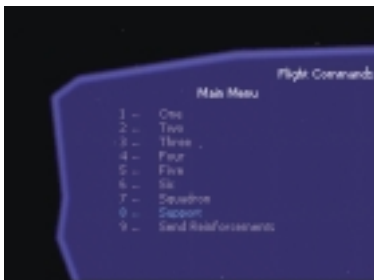 Flight Commands
Main Menu
1 - One
2 - Two
3 - Three
4 - Four
5 - Five
6 - Six
7 - Squadron
8 - Support
9 - Send Reinforcements